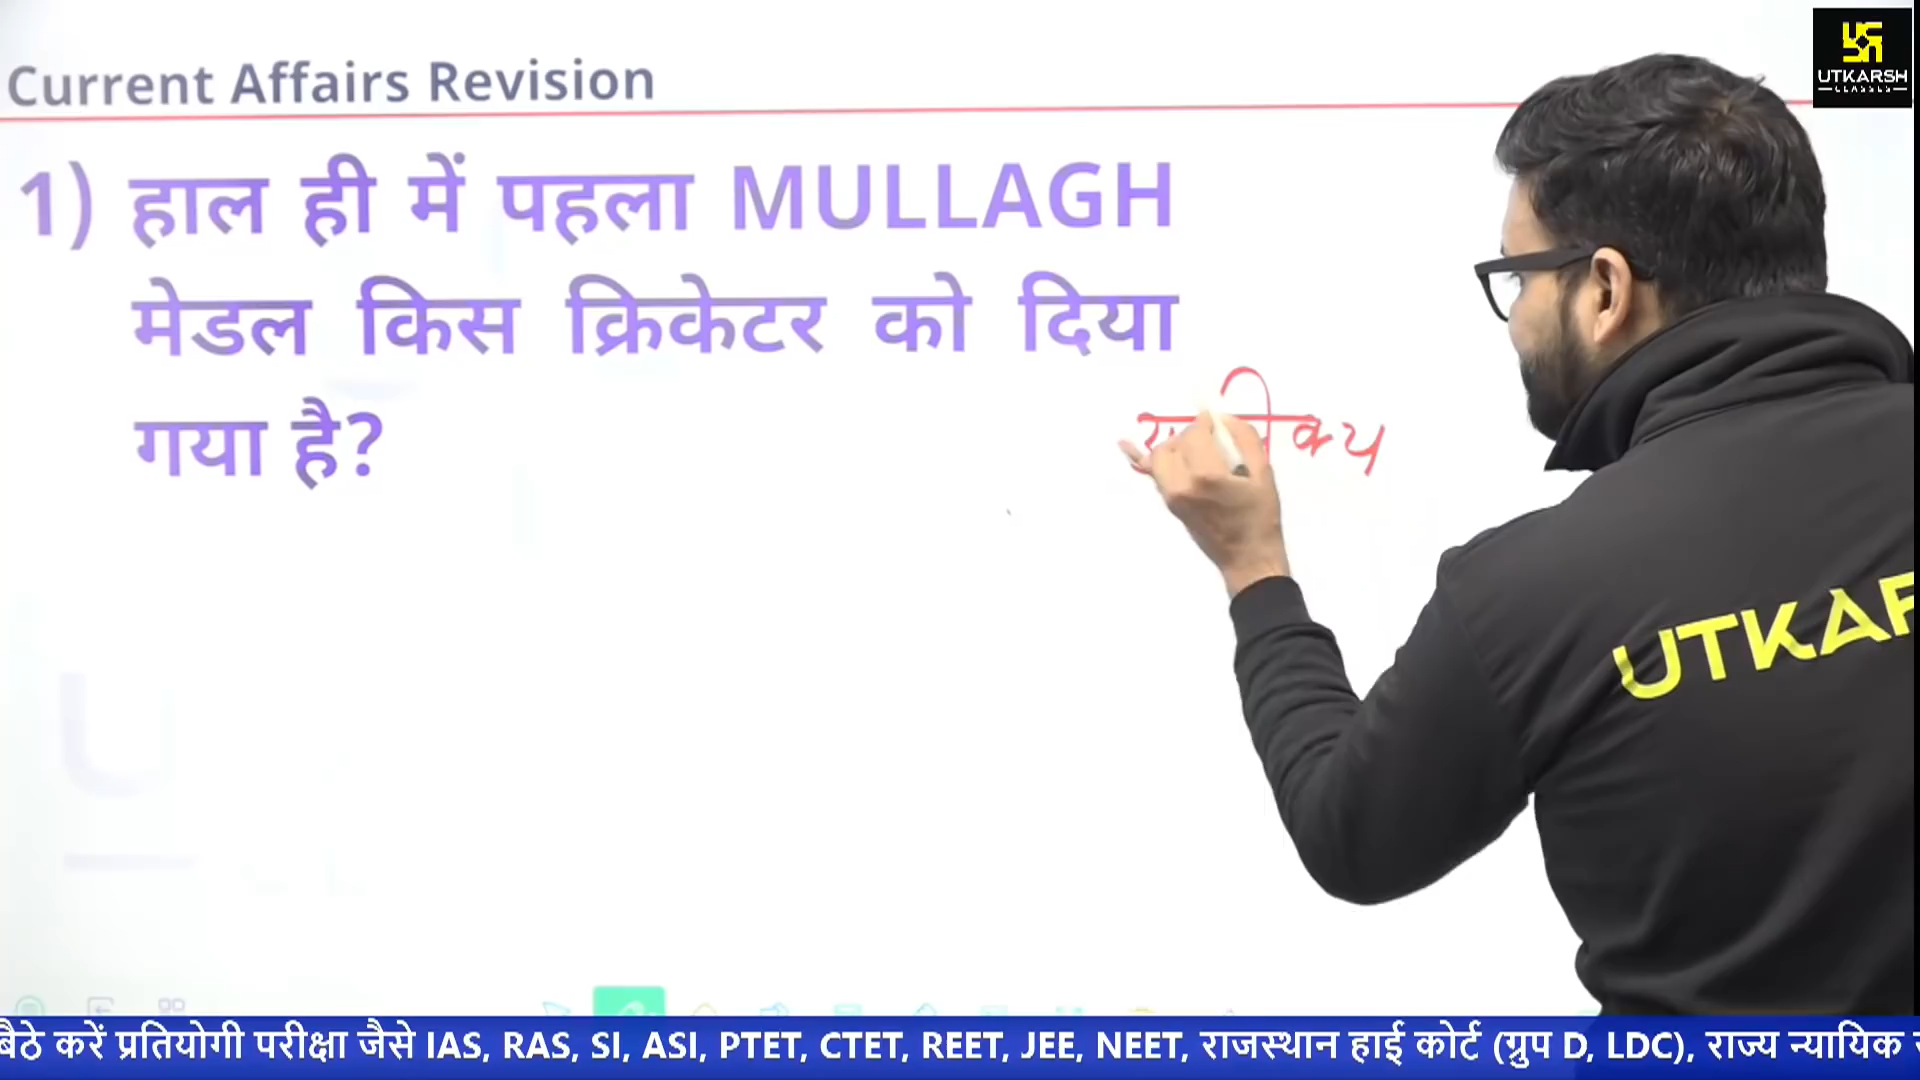 UTKARSH
CLASSES
Current Affairs Revision
1) हाल ही में पहला MULLAGH
मेडल किस क्रिकेटर को दिया
गया है?
UTKAR
बैठे करें प्रतियोगी परीक्षा जैसे IAS, RAS, SI, ASI, PTET, CTET, REET, JEE, NEET, राजस्थान हाई कोर्ट (ग्रुप D, LDC), राज्य न्यायिक